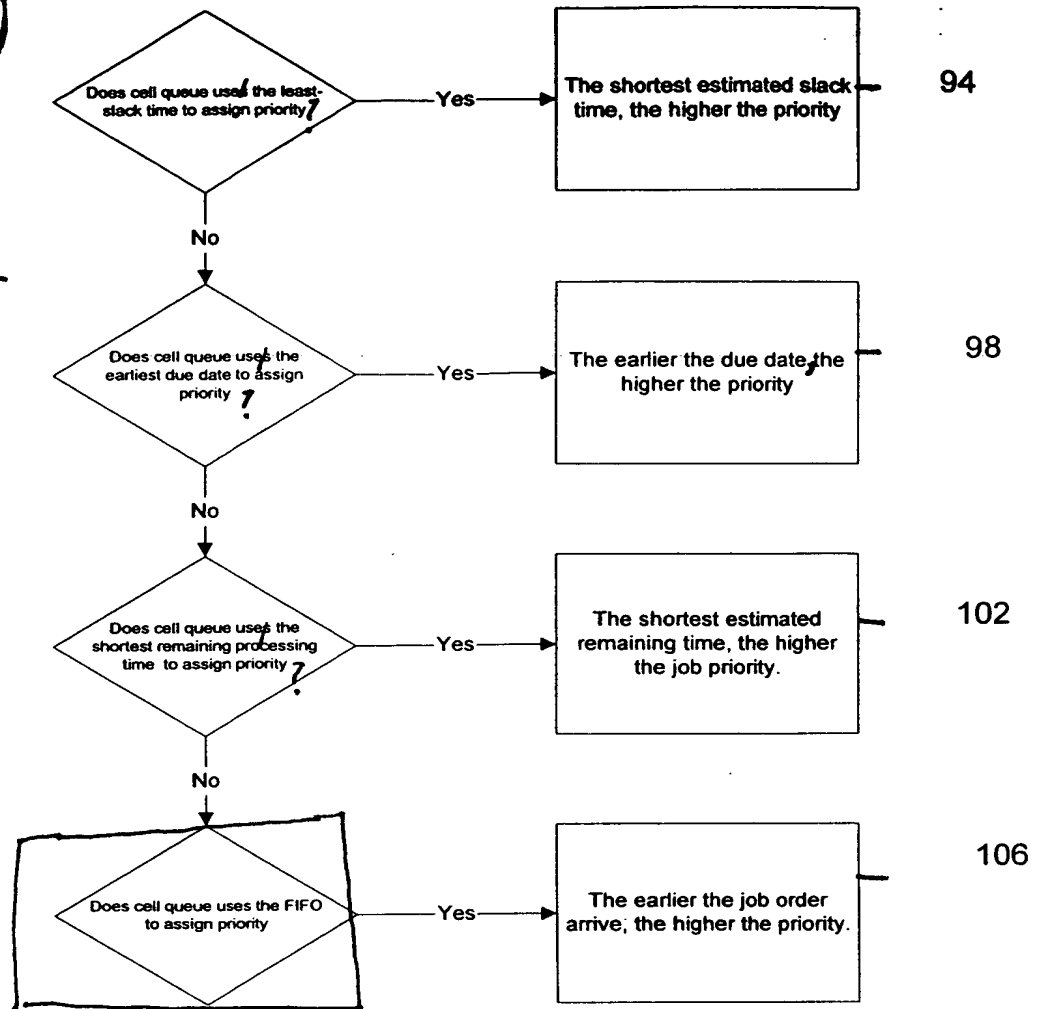 Does cell queue uses the least-
slack time to assign priority?
Yes
The shortest estimated slack
time, the higher the priority
94
No
Does cell queue uses the
earliest due date to assign
priority ?
Yes
The earlier the due date, the
higher the priority
98
No
Does cell queue uses the
shortest remaining processing
time to assign priority ?
Yes
The shortest estimated
remaining time, the higher
the job priority.
102
No
Does cell queue uses the FIFO
to assign priority
Yes
The earlier the job order
arrive, the higher the priority.
106